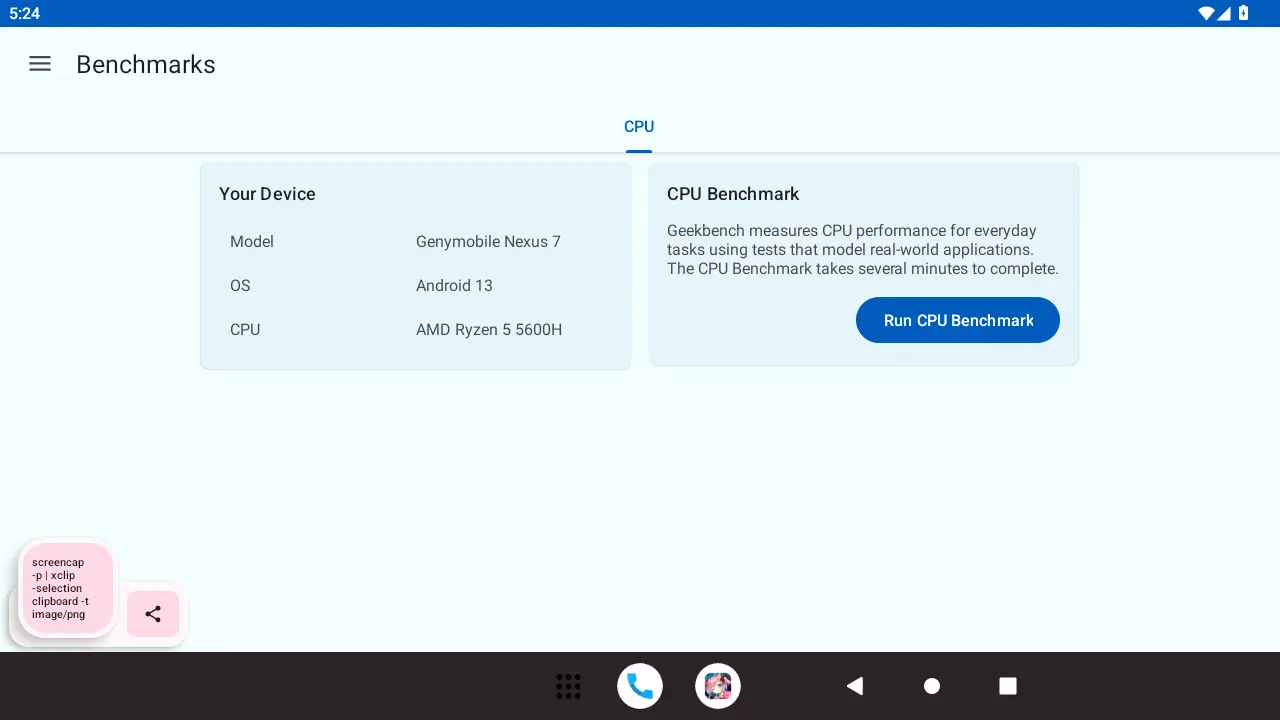 5:24
Benchmarks
CPU
Your Device
Model Genymobile Nexus 7
OS Android 13
CPU AMD Ryzen 5 5600H
CPU Benchmark
Geekbench measures CPU performance for everyday
tasks using tests that model real-world applications.
The CPU Benchmark takes several minutes to complete.
Run CPU Benchmark
screencap
-p | xclip
-selection
clipboard -t
image/png